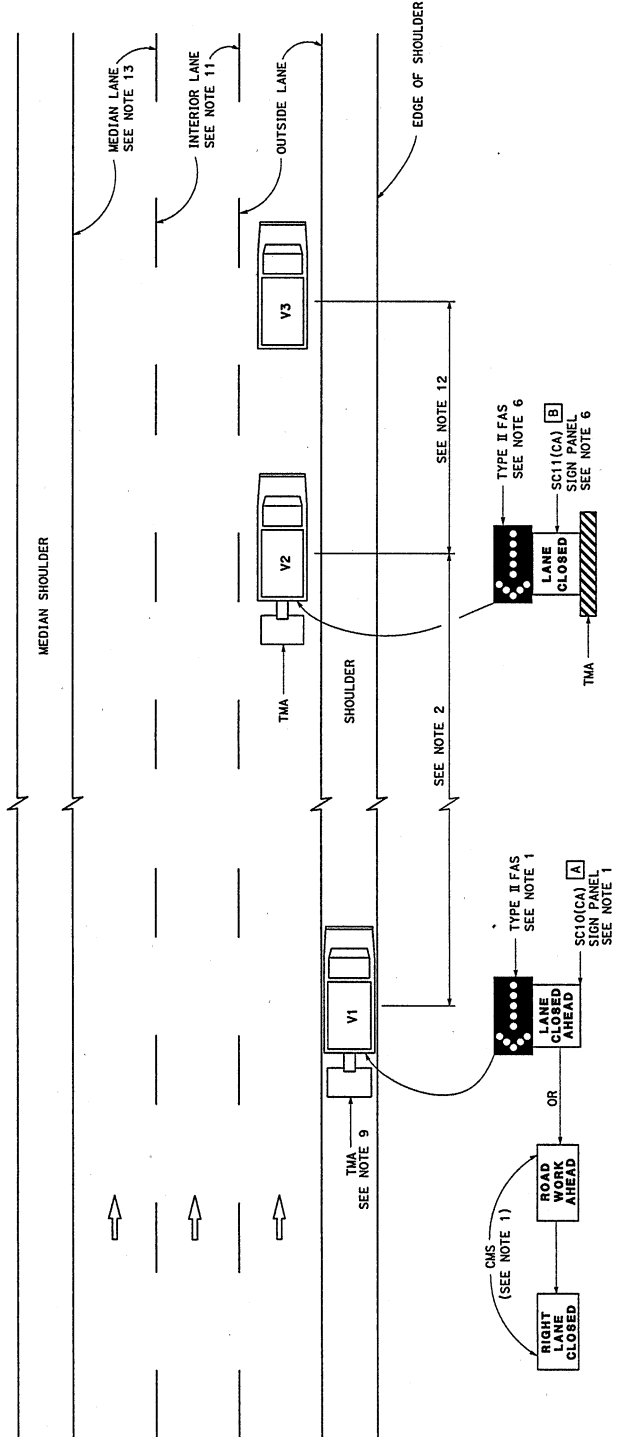 MEDIAN SHOULDER
MEDIAN LANE
SEE NOTE 13
INTERIOR LANE
SEE NOTE 11
OUTSIDE LANE
EDGE OF SHOULDER
V3
V2
TMA
SHOULDER
V1
TMA
SEE NOTE 9
SEE NOTE 12
SEE NOTE 2
TYPE II FAS
SEE NOTE 6
SC11(CA) B
SIGN PANEL
SEE NOTE 6
LANE
CLOSED
TMA
TYPE II FAS
SEE NOTE 1
SC10(CA) A
SIGN PANEL
SEE NOTE 1
LANE
CLOSED
AHEAD
OR
CMS
(SEE NOTE 1)
ROAD
WORK
AHEAD
RIGHT
LANE
CLOSED